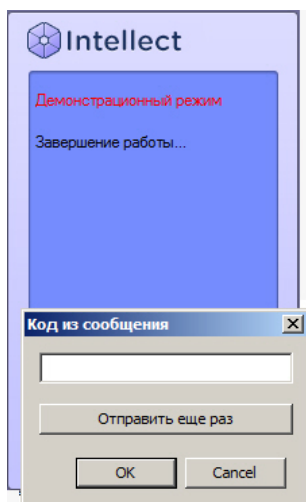 Intellect
Демонстрационный режим
Завершение работы...
Код из сообщения
Отправить еще раз
OK
Cancel